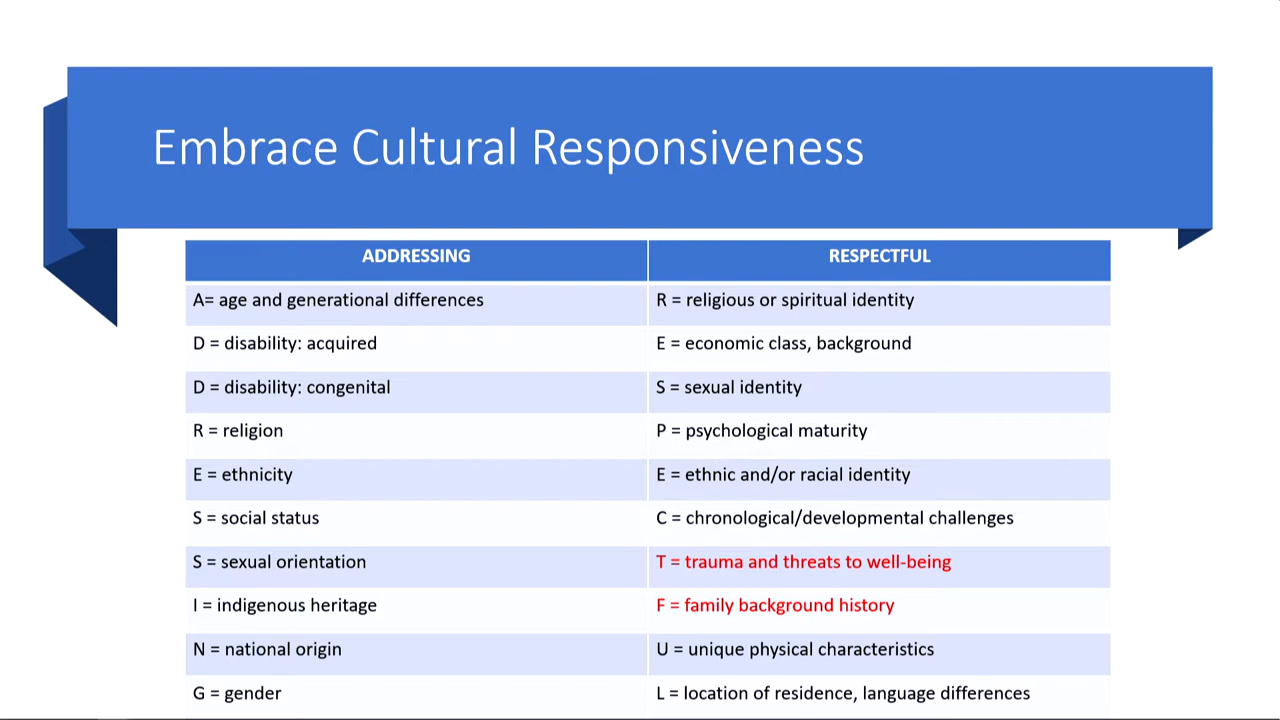 Embrace Cultural Responsiveness
ADDRESSING RESPECTFUL
A= age and generational differences R = religious or spiritual identity
D = disability: acquired E = economic class, background
D = disability: congenital S = sexual identity
R = religion P = psychological maturity
E = ethnicity E = ethnic and/or racial identity
S = social status C = chronological/developmental challenges
S = sexual orientation T = trauma and threats to well-being
I = indigenous heritage F = family background history
N = national origin U = unique physical characteristics
G = gender L = location of residence, language differences